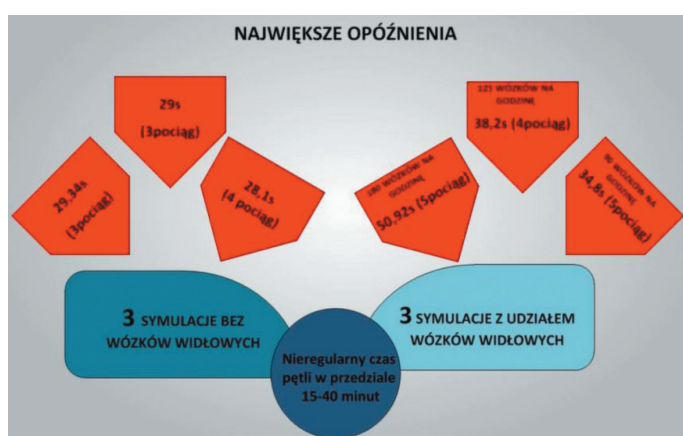 NAJWIĘKSZE OPÓŹNIENIA
29,34s
(3pociąg)
29s
(3pociąg)
28,1s
(4 pociąg)
180 WÓZKÓW NA
GODZINĘ
50,92s (5pociąg)
121 WÓZKÓW NA
GODZINĘ
38,2s (4pociąg)
90 WÓZKÓW NA
GODZINĘ
34,8s (5pociąg)
3 SYMULACJE BEZ
WÓZKÓW WIDŁOWYCH
3 SYMULACJE Z UDZIAŁEM
WÓZKÓW WIDŁOWYCH
Nieregularny czas
pętli w przedziale
15-40 minut